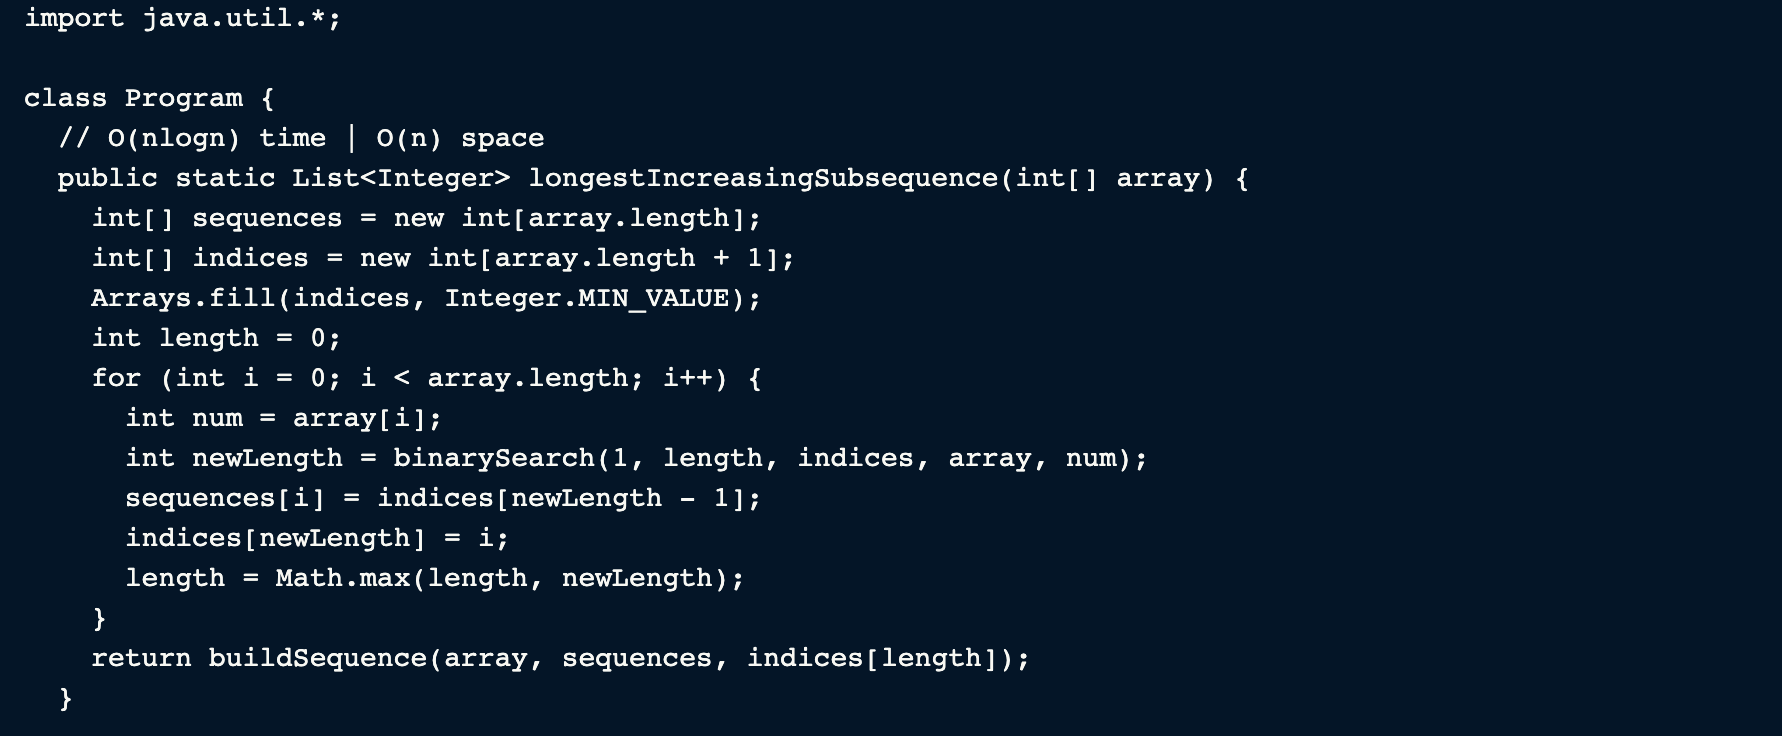 import java.util.*;

class Program {
  // O(nlogn) time | O(n) space
  public static List<Integer> longestIncreasingSubsequence(int[] array) {
    int[] sequences = new int[array.length];
    int[] indices = new int[array.length + 1];
    Arrays.fill(indices, Integer.MIN_VALUE);
    int length = 0;
    for (int i = 0; i < array.length; i++) {
      int num = array[i];
      int newLength = binarySearch(1, length, indices, array, num);
      sequences[i] = indices[newLength - 1];
      indices[newLength] = i;
      length = Math.max(length, newLength);
    }
    return buildSequence(array, sequences, indices[length]);
  }